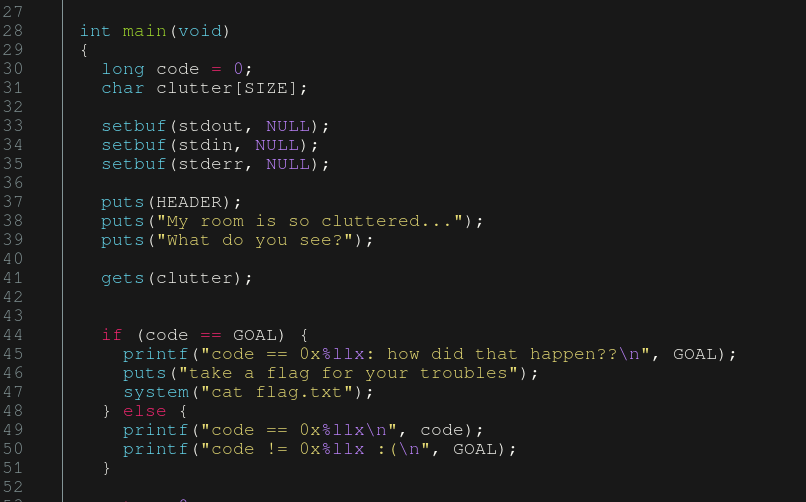 27
28 int main(void)
29 {
30 long code = 0;
31 char clutter[SIZE];
32
33 setbuf(stdout, NULL);
34 setbuf(stdin, NULL);
35 setbuf(stderr, NULL);
36
37 puts(HEADER);
38 puts("My room is so cluttered...");
39 puts("What do you see?");
40
41 gets(clutter);
42
43
44 if (code == GOAL) {
45 printf("code == 0x%llx: how did that happen??\n", GOAL);
46 puts("take a flag for your troubles");
47 system("cat flag.txt");
48 } else {
49 printf("code == 0x%llx\n", code);
50 printf("code != 0x%llx :(\n", GOAL);
51 }
52